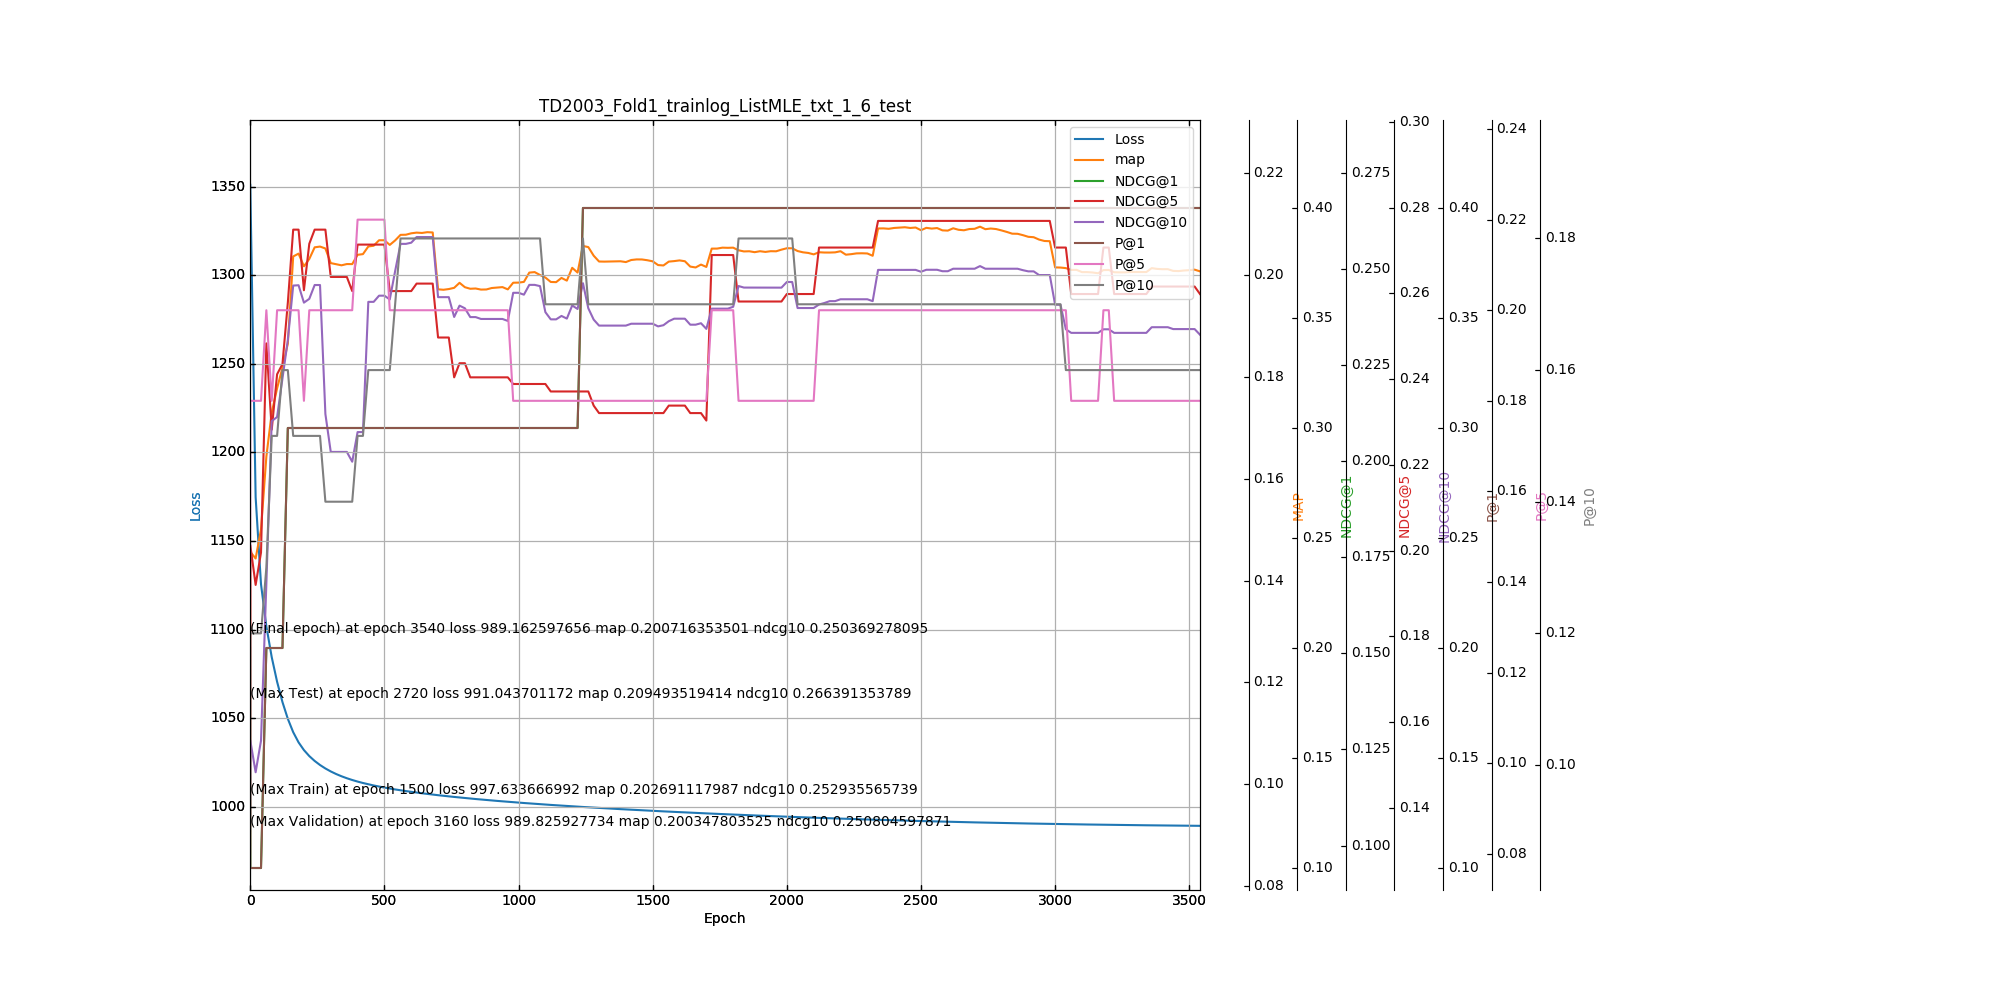 TD2003_Fold1_trainlog_ListMLE_txt_1_6_test
Loss
map
NDCG@1
NDCG@5
NDCG@10
P@1
P@5
P@10
1350
1300
1250
1200
1150
1100
1050
1000
Loss
(Final epoch) at epoch 3540 loss 989.162597656 map 0.200716353501 ndcg10 0.250369278095
(Max Test) at epoch 2720 loss 991.043701172 map 0.209493519414 ndcg10 0.266391353789
(Max Train) at epoch 1500 loss 997.633666992 map 0.202691117987 ndcg10 0.252935565739
(Max Validation) at epoch 3160 loss 989.825927734 map 0.200347803525 ndcg10 0.250804597871
0 500 1000 1500 2000 2500 3000 3500
Epoch
0.22
0.20
0.18
0.16
0.14
0.12
0.10
0.08
MAP
0.40
0.35
0.30
0.25
0.20
0.15
0.10
NDCG@1
0.275
0.250
0.225
0.200
0.175
0.150
0.125
0.100
NDCG@5
0.30
0.28
0.26
0.24
0.22
0.20
0.18
0.16
0.14
NDCG@10
0.40
0.35
0.30
0.25
0.20
0.15
0.10
P@1
0.24
0.22
0.20
0.18
0.16
0.14
0.12
0.10
0.08
P@5
0.18
0.16
0.14
0.12
0.10
P@10